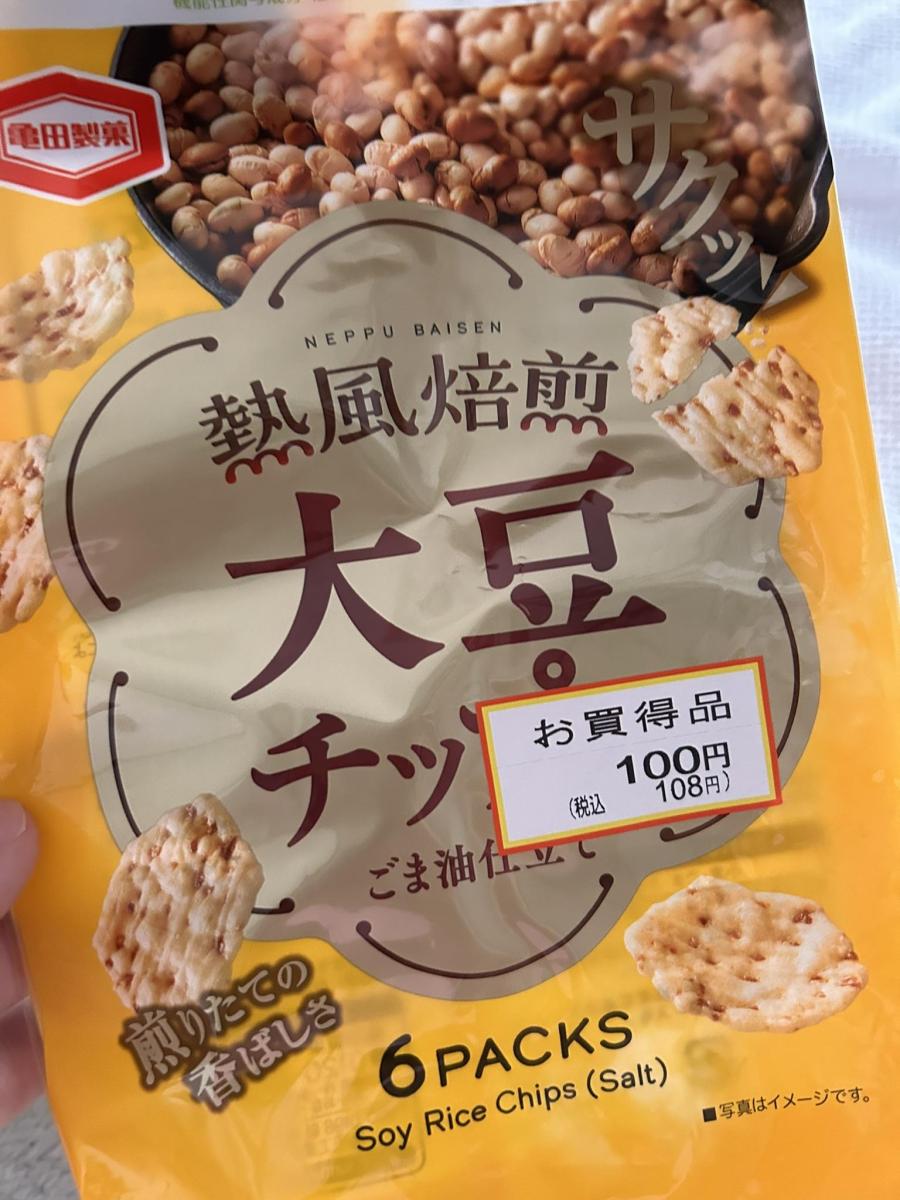 亀田製菓
サクッ
NEPPU BAISEN
熱風焙煎
大豆
チップ
お買得品
100円
(税込 108円)
ごま油仕立て
煎りたての
香ばしさ
6 PACKS
Soy Rice Chips (Salt)
■写真はイメージです。